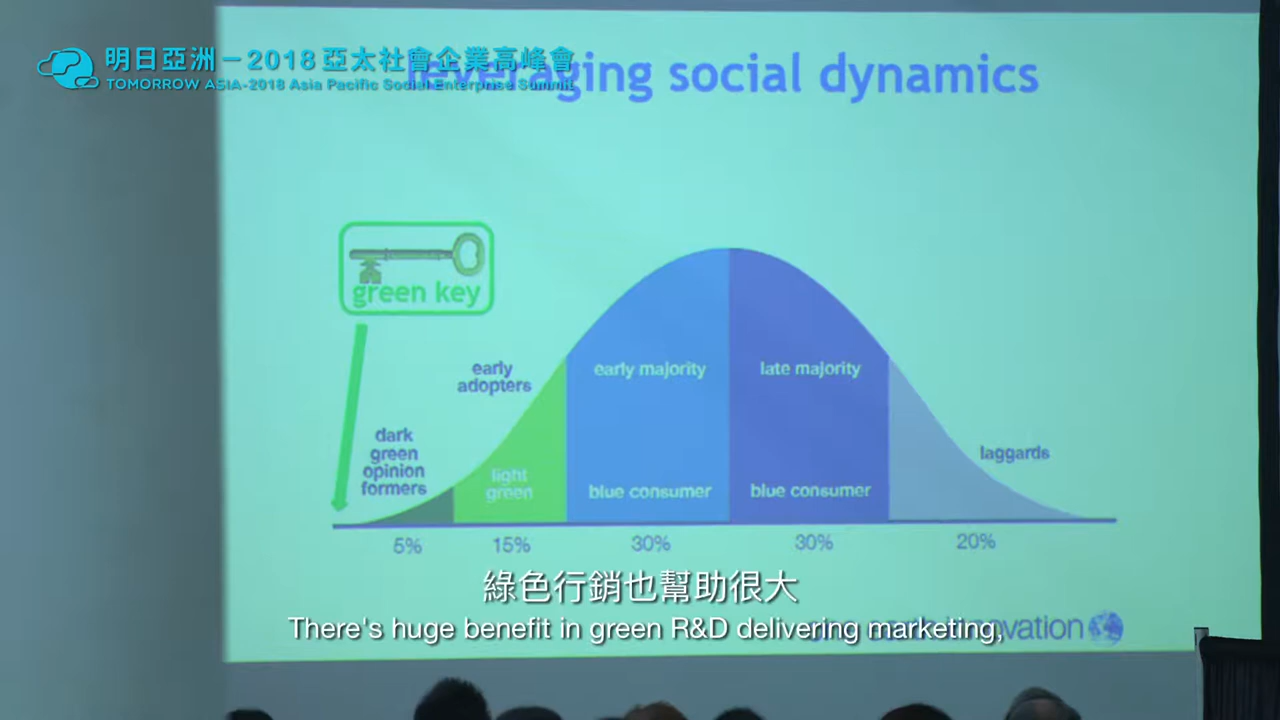 明日亞洲－2018亞太社會企業高峰會
TOMORROW ASIA-2018 Asia Pacific Social Enterprise Summit
leveraging social dynamics
green key
early
adopters
early majority
late majority
dark
green
opinion
formers
laggards
light
green
blue consumer
blue consumer
5%
15%
30%
30%
20%
綠色行銷也幫助很大
There's huge benefit in green R&D delivering marketing,